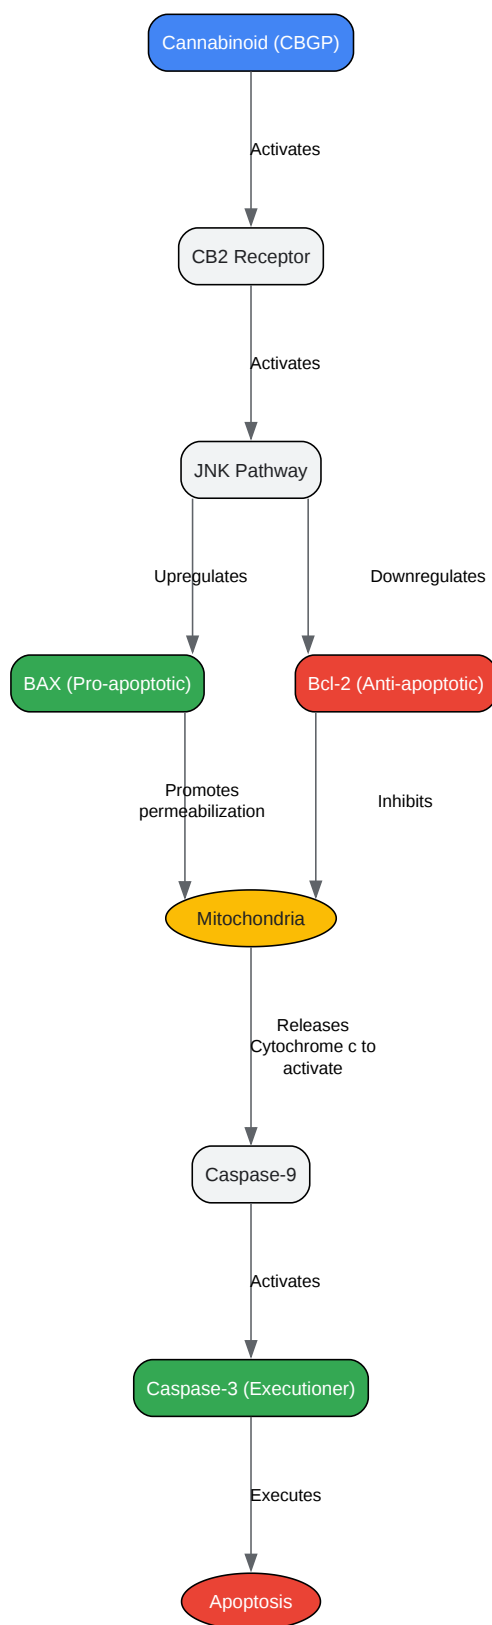 Cannabinoid (CBGP)
Activates
CB2 Receptor
Activates
JNK Pathway
Upregulates
Downregulates
BAX (Pro-apoptotic)
Bcl-2 (Anti-apoptotic)
Promotes
permeabilization
Inhibits
Mitochondria
Releases
Cytochrome c to
activate
Caspase-9
Activates
Caspase-3 (Executioner)
Executes
Apoptosis